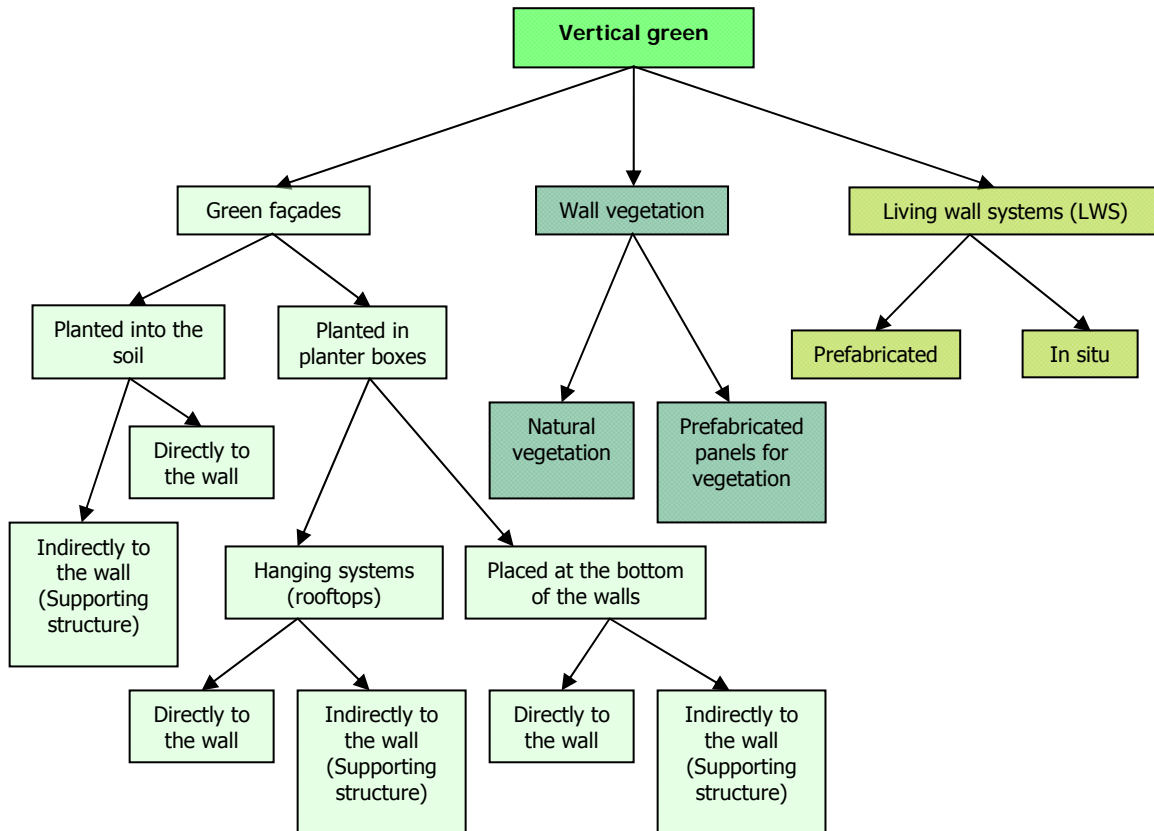 Vertical green
Green façades
Wall vegetation
Living wall systems (LWS)
Planted into the
soil
Planted in
planter boxes
Prefabricated
In situ
Natural
vegetation
Prefabricated
panels for
vegetation
Directly to
the wall
Indirectly to
the wall
(Supporting
structure)
Hanging systems
(rooftops)
Placed at the bottom
of the walls
Directly to
the wall
Indirectly to
the wall
(Supporting
structure)
Directly to
the wall
Indirectly to
the wall
(Supporting
structure)